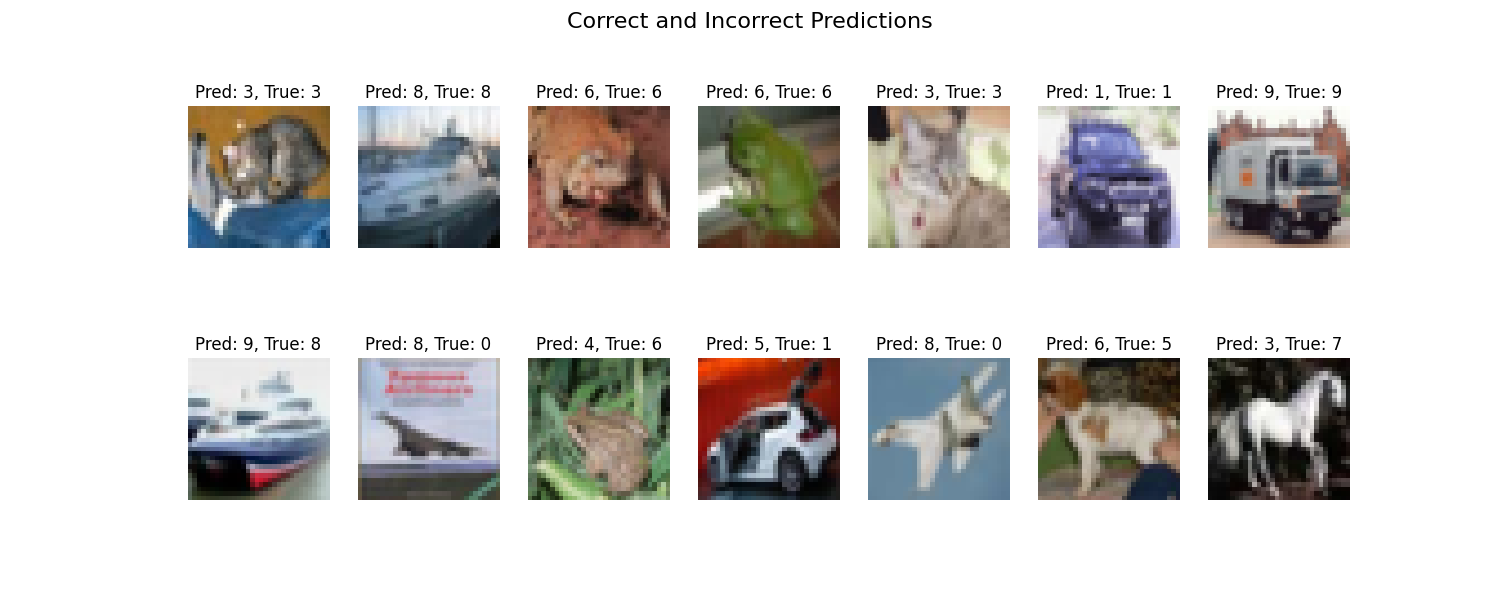 Correct and Incorrect Predictions
Pred: 3, True: 3
Pred: 8, True: 8
Pred: 6, True: 6
Pred: 6, True: 6
Pred: 3, True: 3
Pred: 1, True: 1
Pred: 9, True: 9
Pred: 9, True: 8
Pred: 8, True: 0
Pred: 4, True: 6
Pred: 5, True: 1
Pred: 8, True: 0
Pred: 6, True: 5
Pred: 3, True: 7